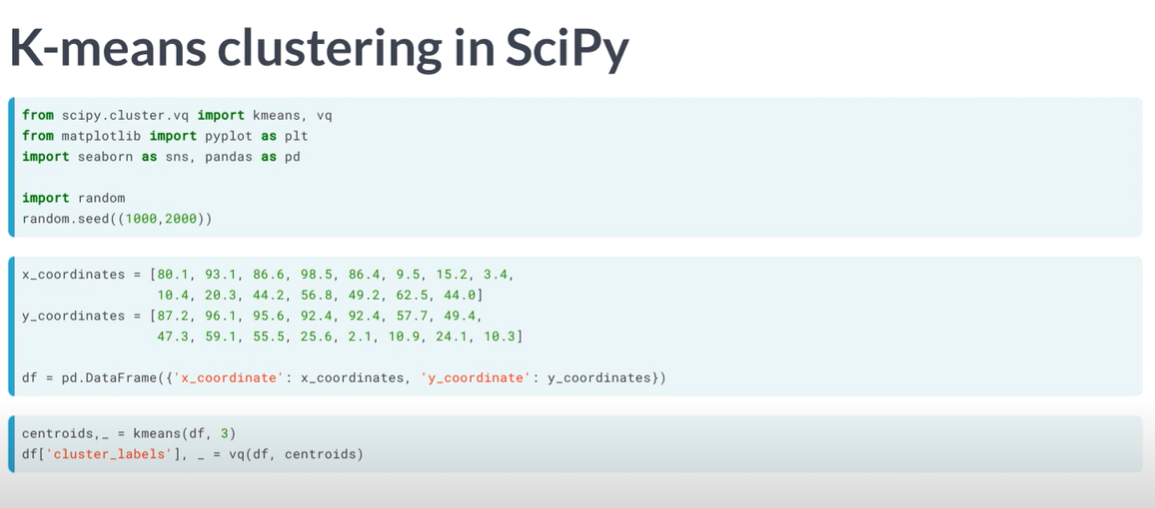 K-means clustering in SciPy
from scipy.cluster.vq import kmeans, vq
from matplotlib import pyplot as plt
import seaborn as sns, pandas as pd
import random
random.seed((1000,2000))
x_coordinates = [80.1, 93.1, 86.6, 98.5, 86.4, 9.5, 15.2, 3.4,
10.4, 20.3, 44.2, 56.8, 49.2, 62.5, 44.0]
y_coordinates = [87.2, 96.1, 95.6, 92.4, 92.4, 57.7, 49.4,
47.3, 59.1, 55.5, 25.6, 2.1, 10.9, 24.1, 10.3]
df = pd.DataFrame({'x_coordinate': x_coordinates, 'y_coordinate': y_coordinates})
centroids,_ = kmeans(df, 3)
df['cluster_labels'], _ = vq(df, centroids)